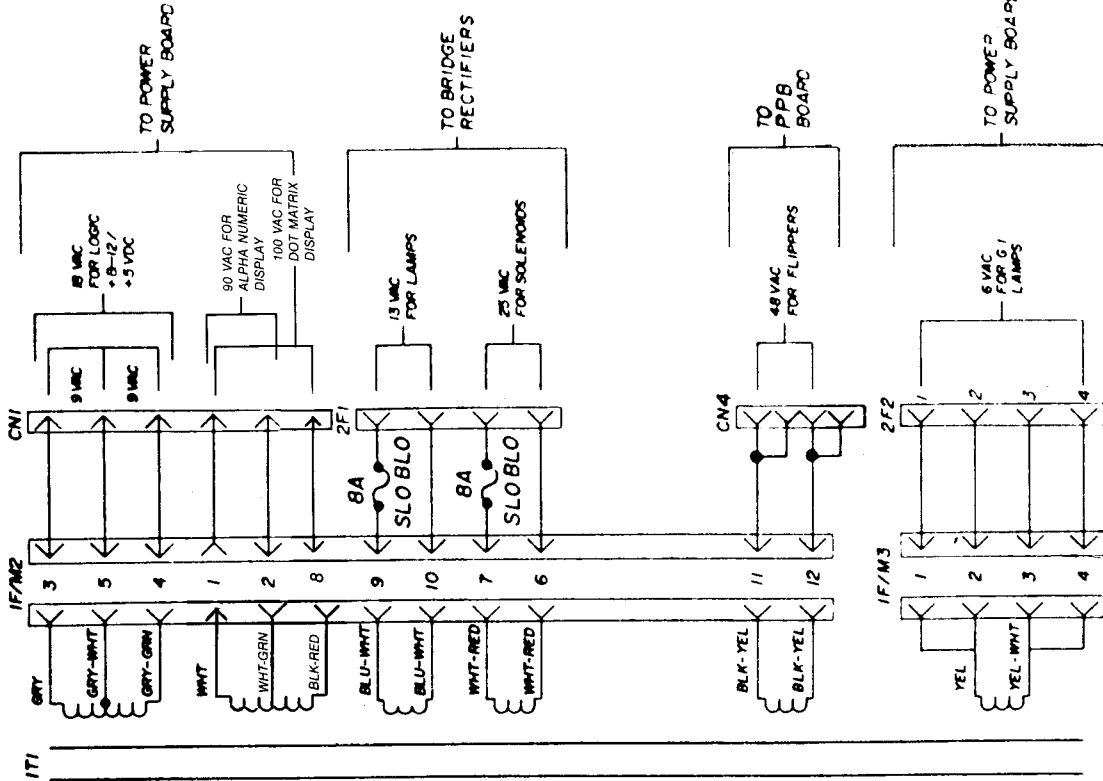 TO POWER
SUPPLY BOARD
18 VAC
FOR LOGIC
+8-12/
+5 VDC
9 VAC
9 VAC
90 VAC FOR
ALPHA NUMERIC
DISPLAY
100 VAC FOR
DOT MATRIX
DISPLAY
TO BRIDGE
RECTIFIERS
13 VAC
FOR LAMPS
25 VAC
FOR SOLENOIDS
TO
PPB
BOARD
48 VAC
FOR FLIPPERS
TO POWER
SUPPLY BOARD
6 VAC
FOR G I
LAMPS
CN1
2F1
8A
SLO BLO
8A
SLO BLO
CN4
2F2
1
2
3
4
1F/M2
3
5
4
1
2
8
9
10
7
6
11
12
1F/M3
1
2
3
4
GRY
GRY-WHT
GRY-GRN
WHT
WHT-GRN
BLK-RED
BLU-WHT
BLU-WHT
WHT-RED
WHT-RED
BLK-YEL
BLK-YEL
YEL
YEL-WHT
1T1